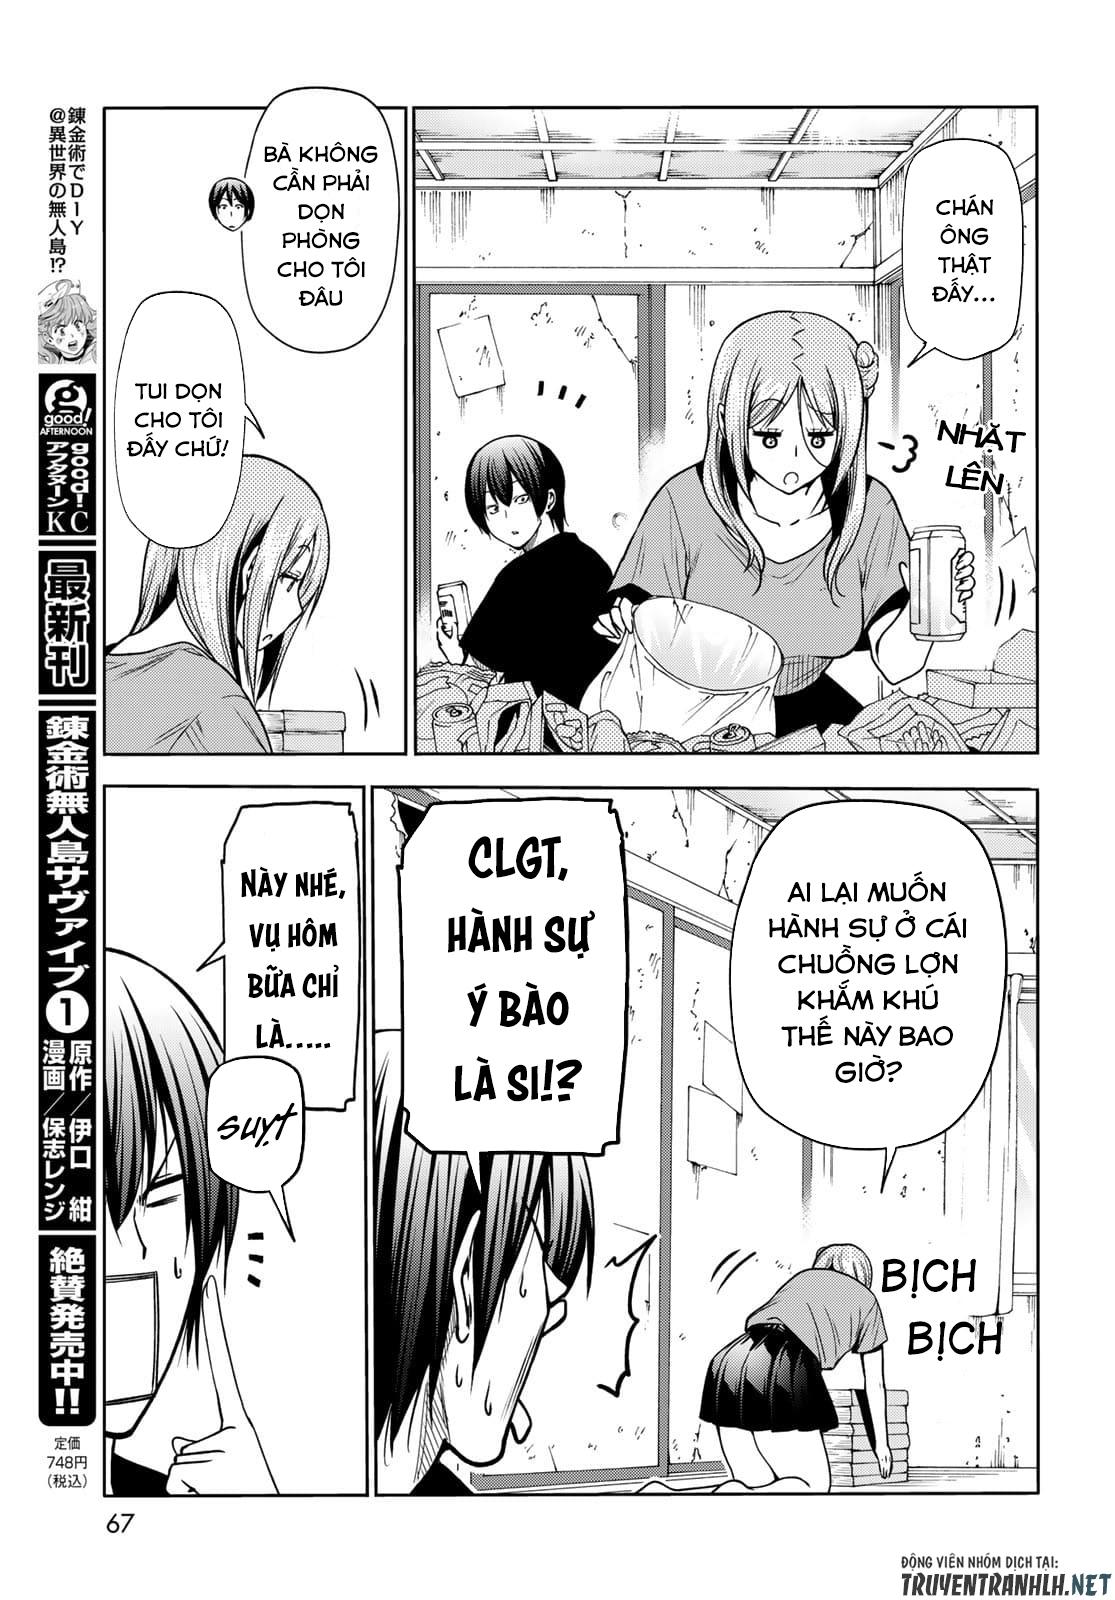 CHÁN
ÔNG
THẬT
ĐẤY...
NHẶT
LÊN
BÀ KHÔNG
CẦN PHẢI
DỌN
PHÒNG
CHO TÔI
ĐÂU
TUI DỌN
CHO TÔI
ĐẤY CHỨ!
AI LẠI MUỐN
HÀNH SỰ Ở CÁI
CHUỒNG LỢN
KHẮM KHÚ
THẾ NÀY BAO
GIỜ?
BỊCH
BỊCH
CLGT,
HÀNH SỰ
Ý BÀO
LÀ SI!?
NÀY NHÉ,
VỤ HÔM
BỮA CHỈ
LÀ.....
SUỴT
錬金術でDIY
@異世界の無人島!?
good!
AFTERNOON
good!
アフタヌーン
KC
最新刊
錬金術無人島サヴァイブ1
原作/伊口 紺
漫画/保志レンジ
絶賛発売中!!
定価
748円
(税込)
67
ĐỘNG VIÊN NHÓM DỊCH TẠI:
TRUYENTRANHLH.NET